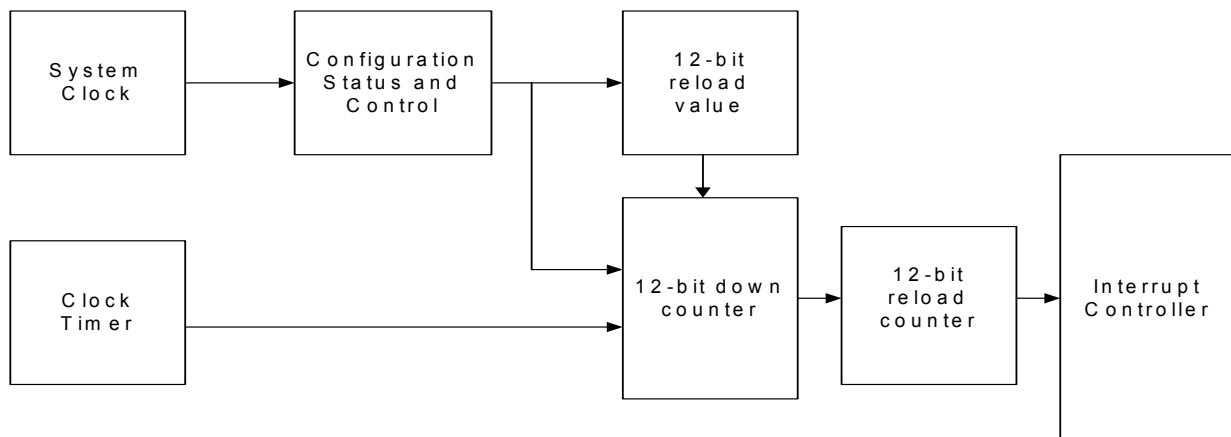 System
Clock
Configuration
Status and
Control
12-bit
reload
value
Clock
Timer
12-bit down
counter
12-bit
reload
counter
Interrupt
Controller